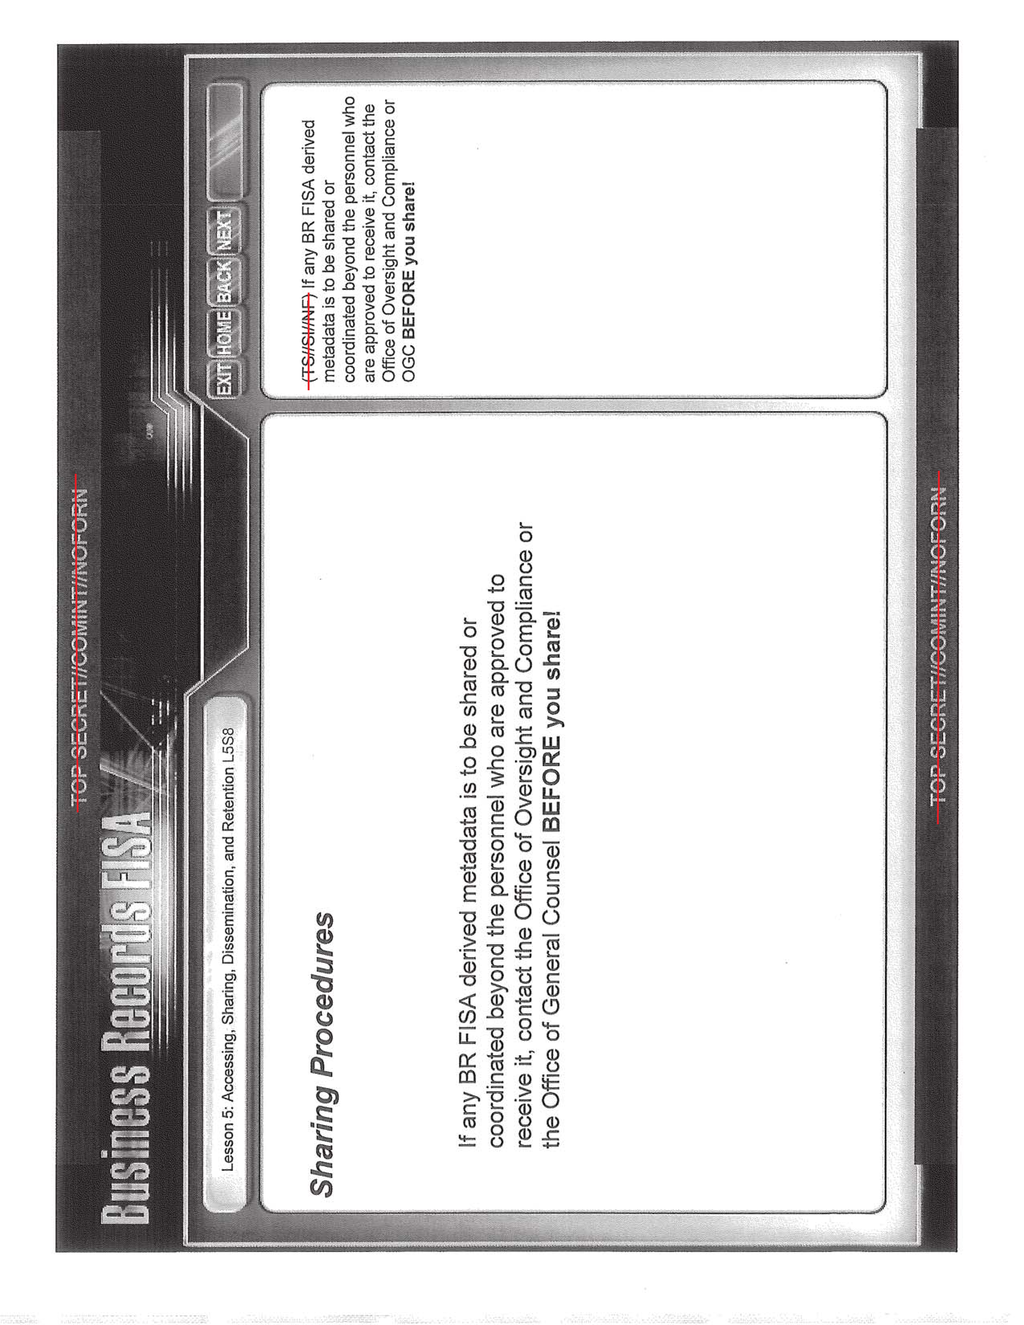 TOP SECRET//COMINT//NOFORN
Business Records FISA
Lesson 5: Accessing, Sharing, Dissemination, and Retention L5S8
EXIT HOME BACK NEXT
Sharing Procedures
If any BR FISA derived metadata is to be shared or
coordinated beyond the personnel who are approved to
receive it, contact the Office of Oversight and Compliance or
the Office of General Counsel BEFORE you share!
(TS//SI//NF) If any BR FISA derived
metadata is to be shared or
coordinated beyond the personnel who
are approved to receive it, contact the
Office of Oversight and Compliance or
OGC BEFORE you share!
TOP SECRET//COMINT//NOFORN